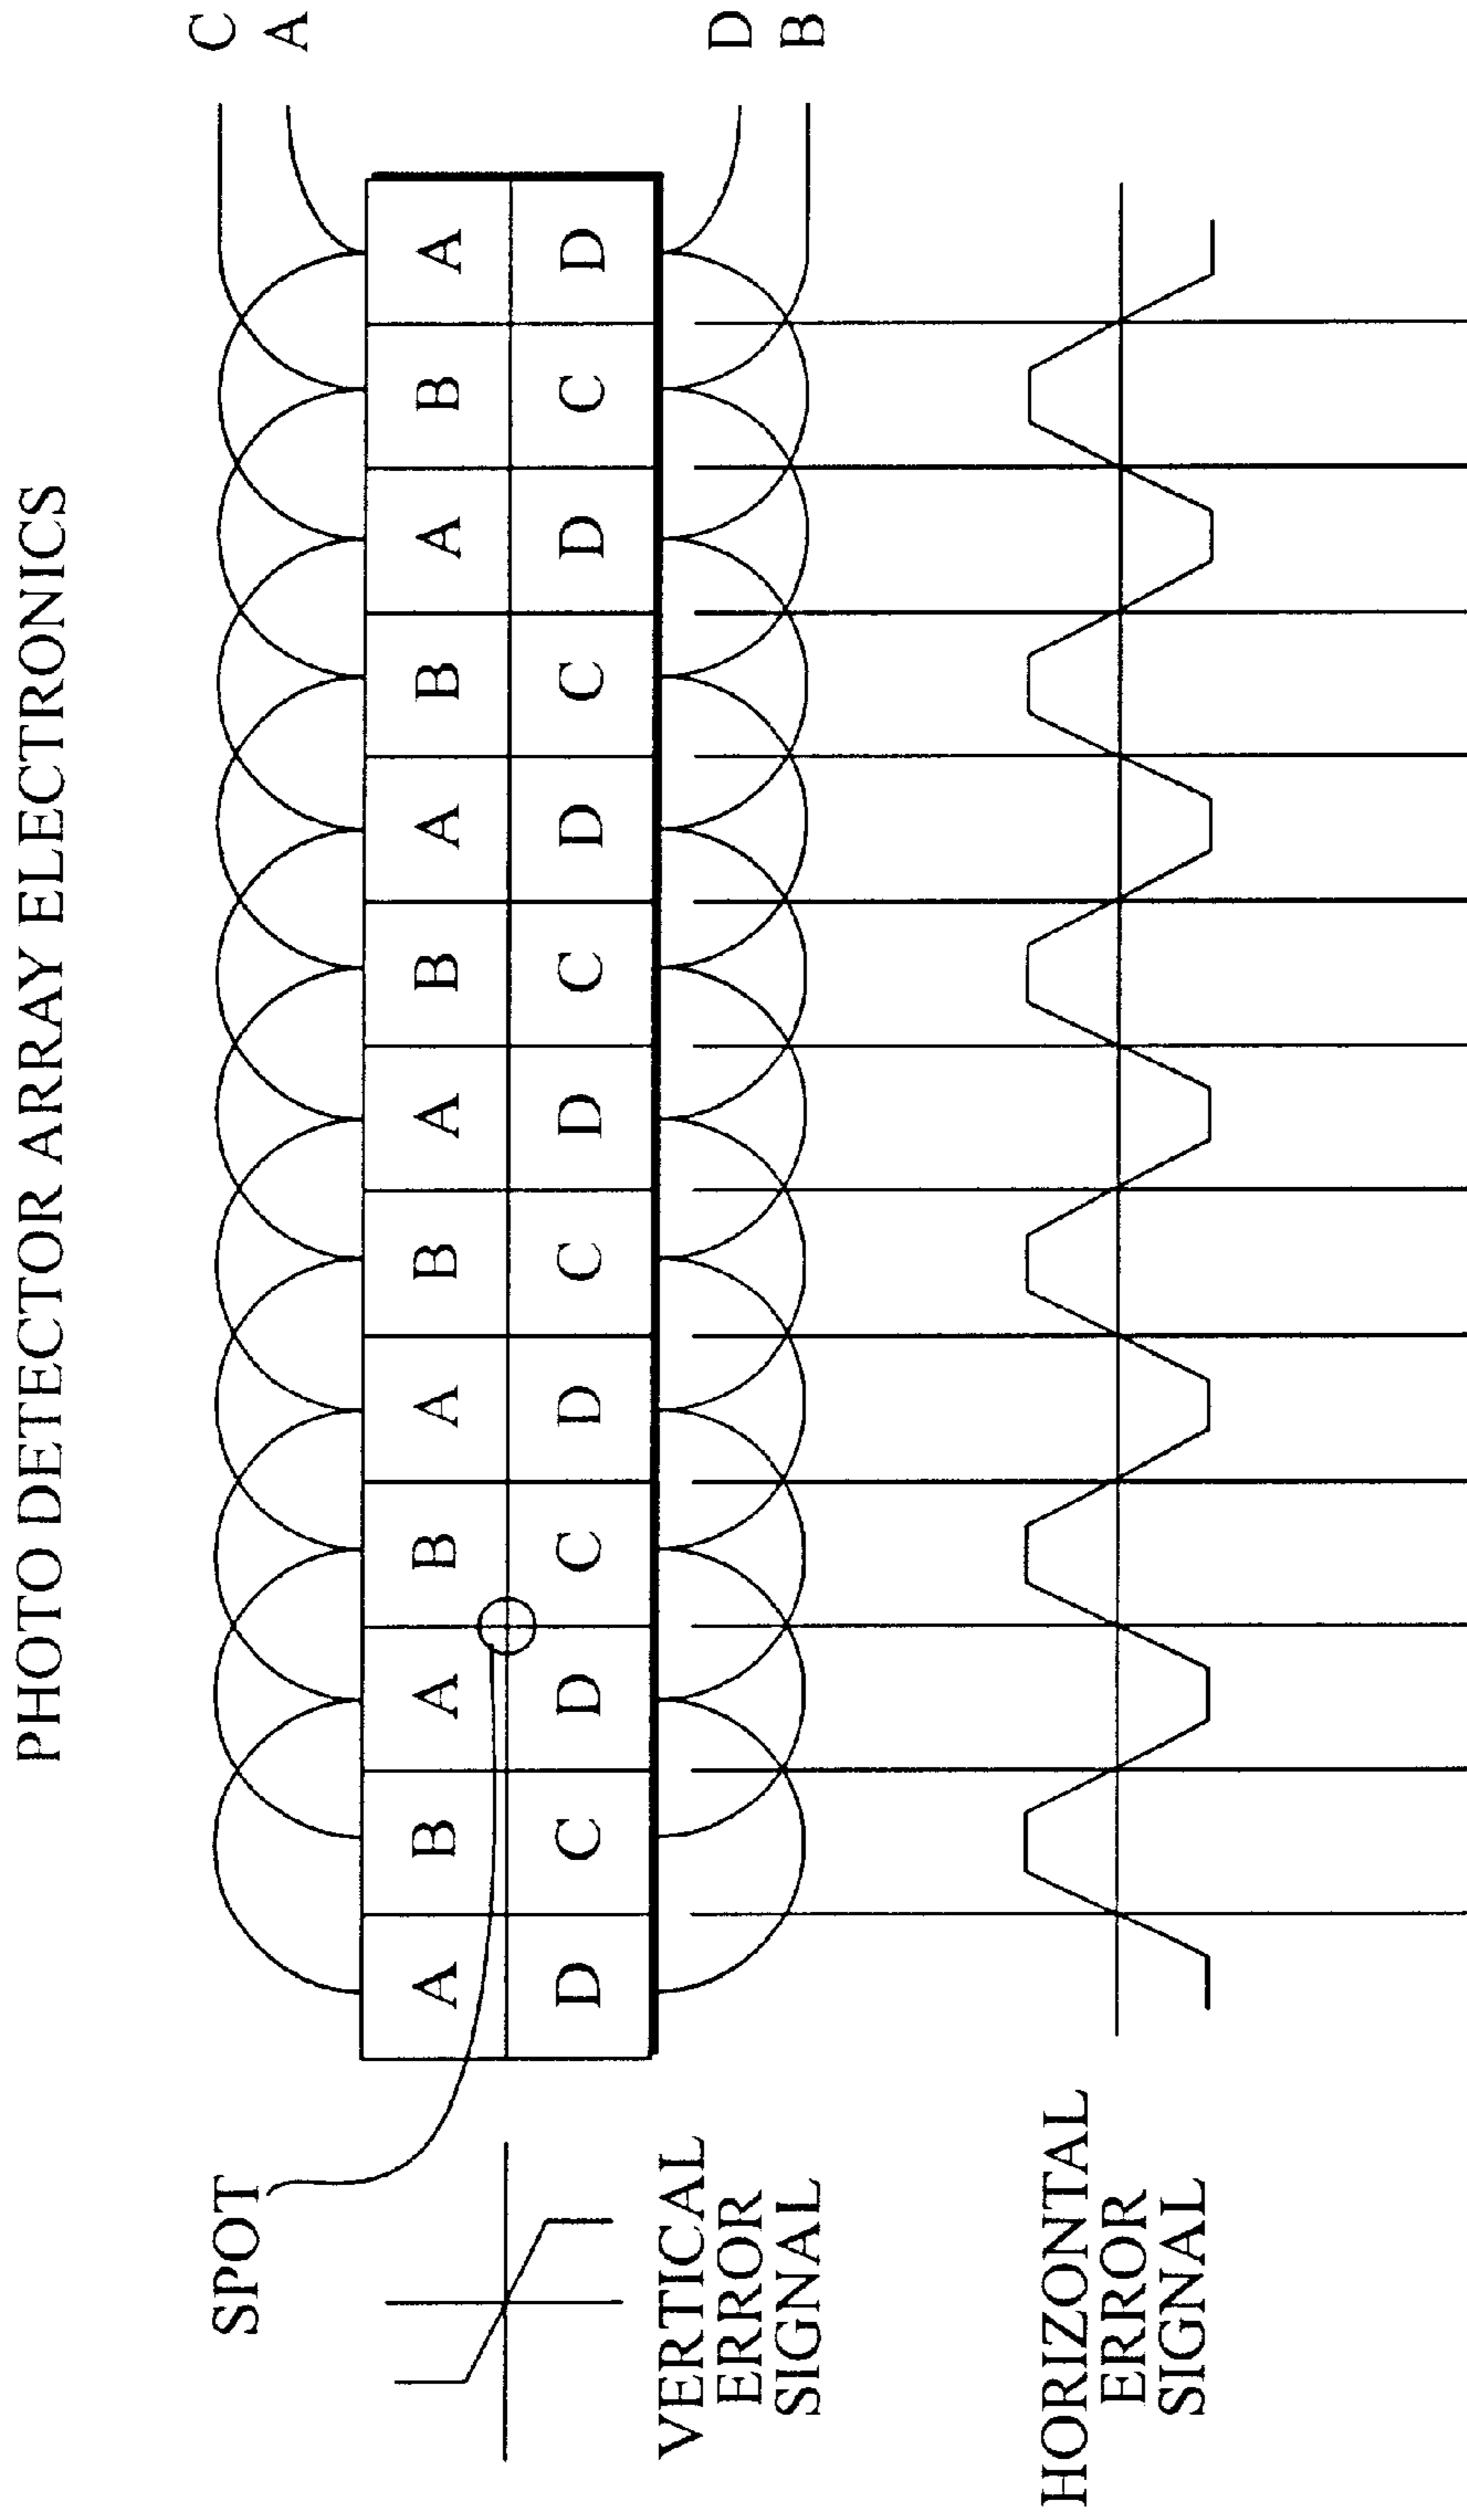 PHOTO DETECTOR ARRAY ELECTRONICS
C
A
SPOT
A B A B A B A B A B A B A
D C D C D C D C D C D C D
VERTICAL
ERROR
SIGNAL
D
B
HORIZONTAL
ERROR
SIGNAL